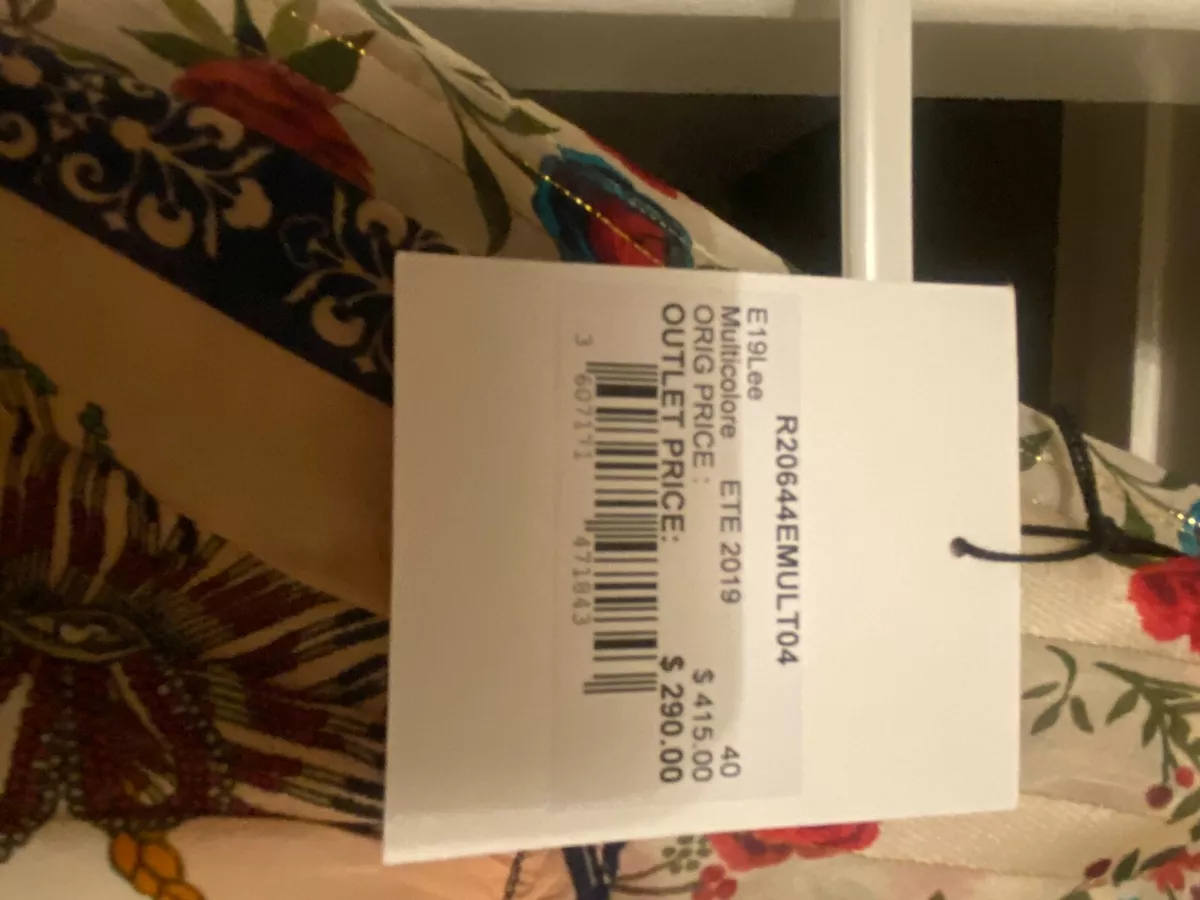 R20644EMULT04
E19Lee
Multicolore ETE 2019 40
ORIG PRICE : $ 415.00
OUTLET PRICE: $ 290.00
3 607171 471843